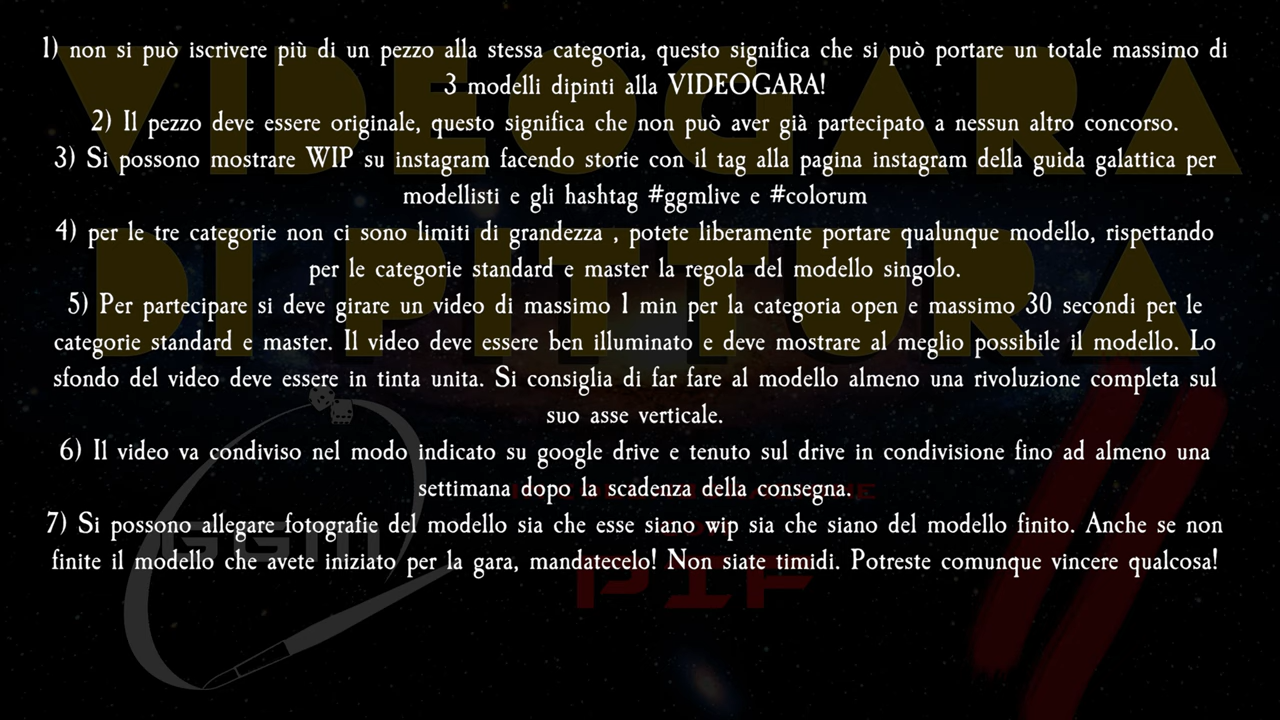 VIDEOGARA
DI PITTURA
1) non si può iscrivere più di un pezzo alla stessa categoria, questo significa che si può portare un totale massimo di
3 modelli dipinti alla VIDEOGARA!
2) Il pezzo deve essere originale, questo significa che non può aver già partecipato a nessun altro concorso.
3) Si possono mostrare WIP su instagram facendo storie con il tag alla pagina instagram della guida galattica per
modellisti e gli hashtag #ggmlive e #colorum
4) per le tre categorie non ci sono limiti di grandezza , potete liberamente portare qualunque modello, rispettando
per le categorie standard e master la regola del modello singolo.
5) Per partecipare si deve girare un video di massimo 1 min per la categoria open e massimo 30 secondi per le
categorie standard e master. Il video deve essere ben illuminato e deve mostrare al meglio possibile il modello. Lo
sfondo del video deve essere in tinta unita. Si consiglia di far fare al modello almeno una rivoluzione completa sul
suo asse verticale.
6) Il video va condiviso nel modo indicato su google drive e tenuto sul drive in condivisione fino ad almeno una
settimana dopo la scadenza della consegna.
7) Si possono allegare fotografie del modello sia che esse siano wip sia che siano del modello finito. Anche se non
finite il modello che avete iniziato per la gara, mandatecelo! Non siate timidi. Potreste comunque vincere qualcosa!
GGM
PIF